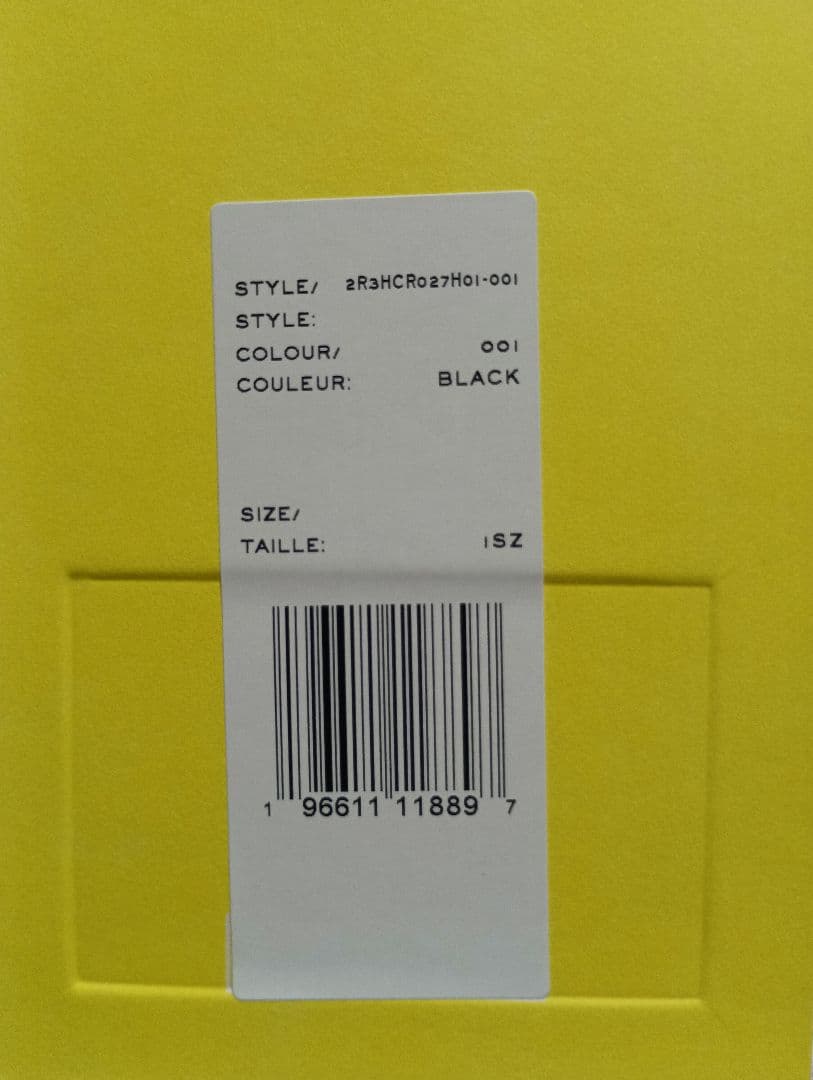 STYLE/ 2R3HCR027H01-001
STYLE:
COLOUR/ 001
COULEUR: BLACK
SIZE/
TAILLE: 1SZ
1 96611 11889 7